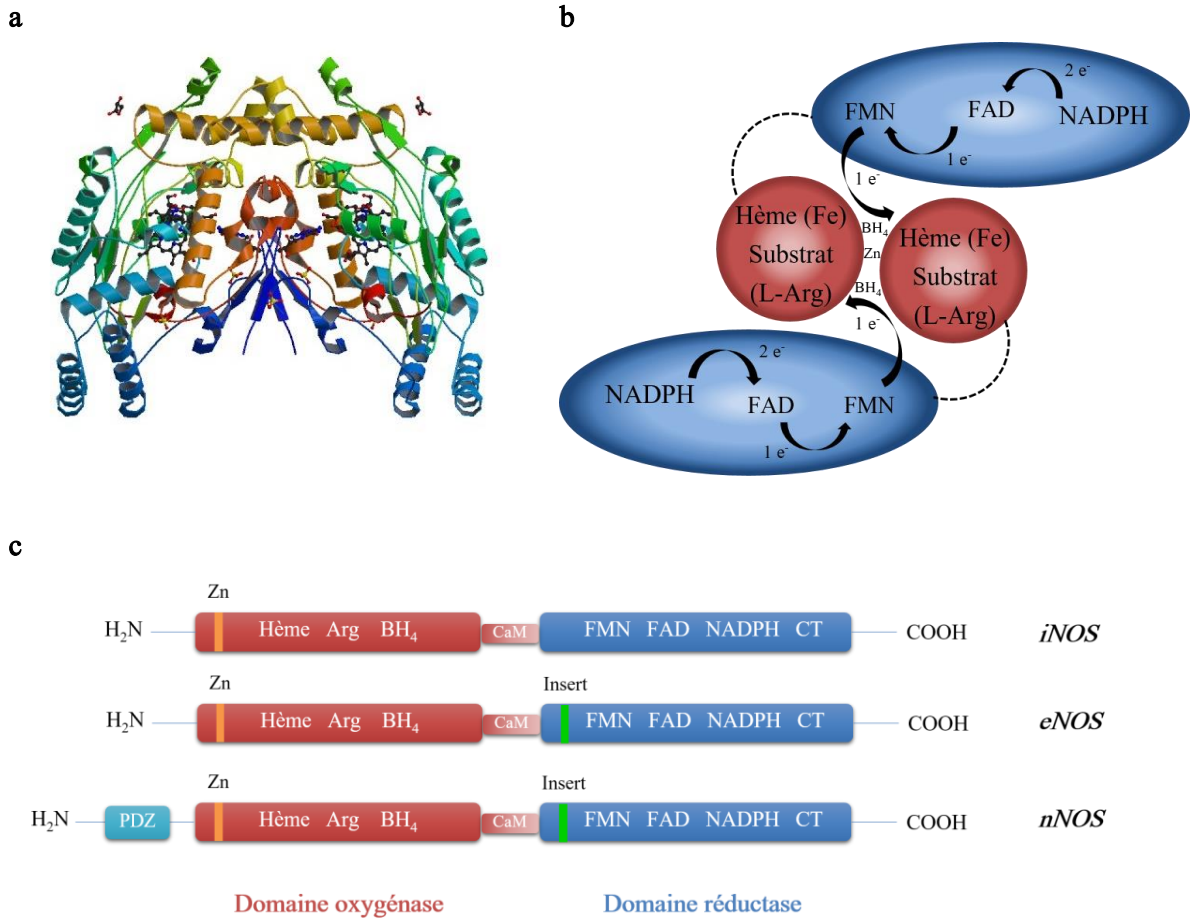 a
b
2 e-
FMN
FAD
NADPH
1 e-
1 e-
Hème (Fe)
Substrat
(L-Arg)
BH4
Zn
BH4
Hème (Fe)
Substrat
(L-Arg)
1 e-
2 e-
NADPH
FAD
FMN
1 e-
c
Zn
H2N
Hème Arg BH4
CaM
FMN FAD NADPH CT
COOH
iNOS
Zn
Insert
H2N
Hème Arg BH4
CaM
FMN FAD NADPH CT
COOH
eNOS
Zn
Insert
H2N
PDZ
Hème Arg BH4
CaM
FMN FAD NADPH CT
COOH
nNOS
Domaine oxygénase
Domaine réductase